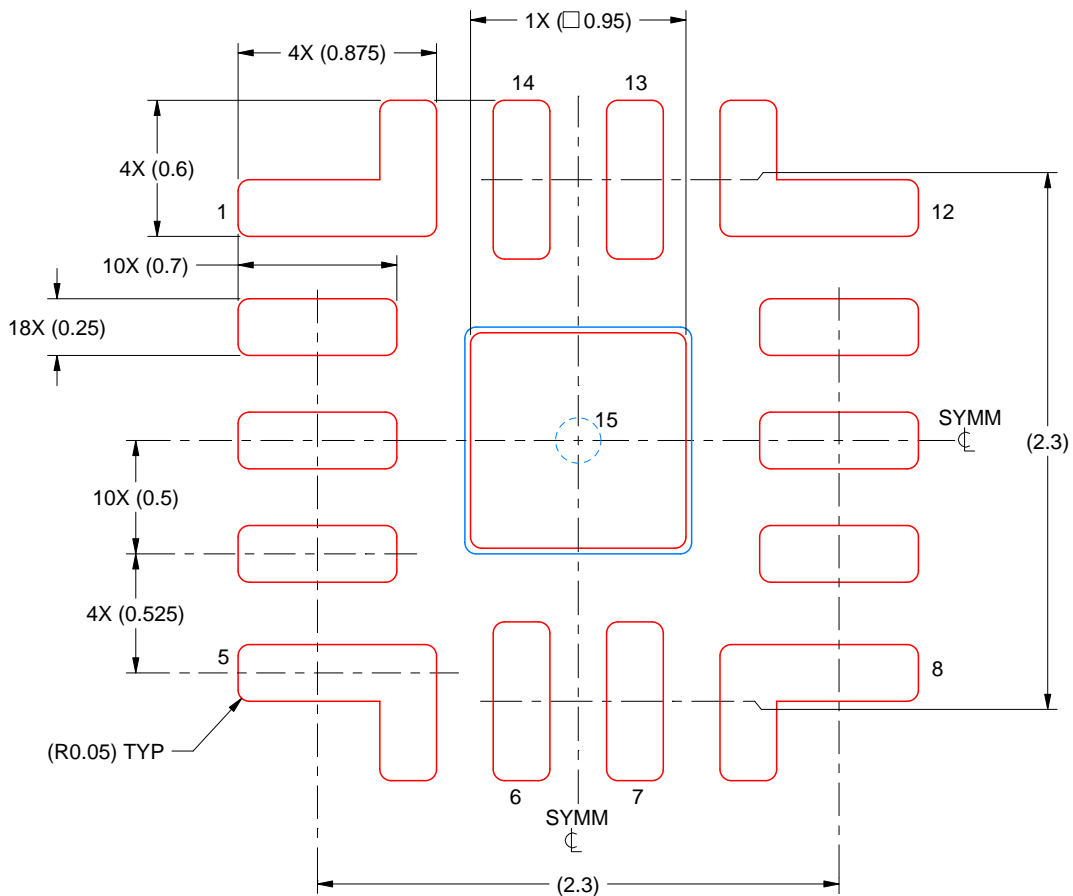 1X (□ 0.95)
4X (0.875)
14
13
4X (0.6)
1
12
10X (0.7)
18X (0.25)
15
SYMM
℄
(2.3)
10X (0.5)
4X (0.525)
5
8
(R0.05) TYP
6
7
SYMM
℄
(2.3)